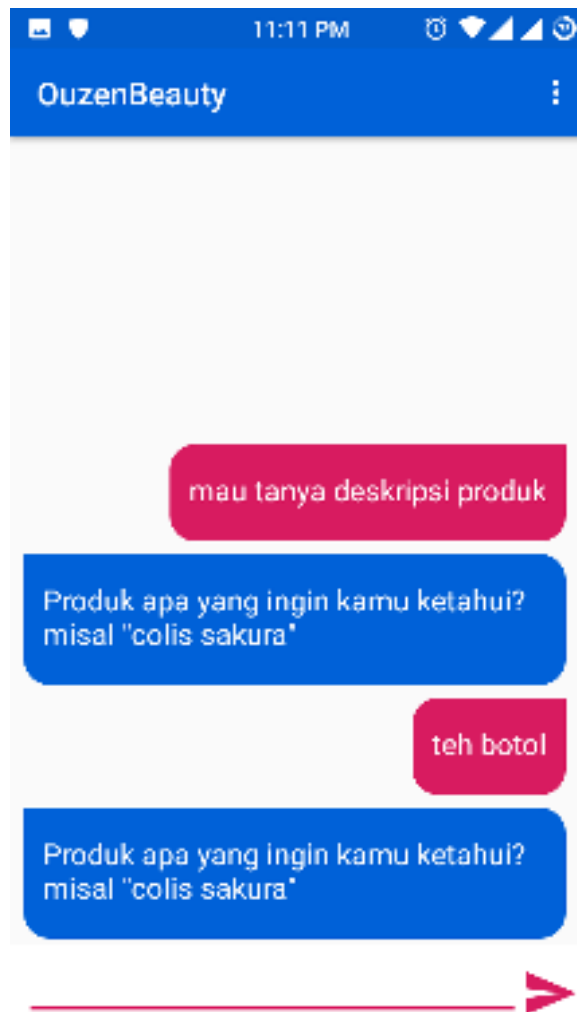 11:11 PM
OuzenBeauty
mau tanya deskripsi produk
Produk apa yang ingin kamu ketahui?
misal "colis sakura"
teh botol
Produk apa yang ingin kamu ketahui?
misal "colis sakura"